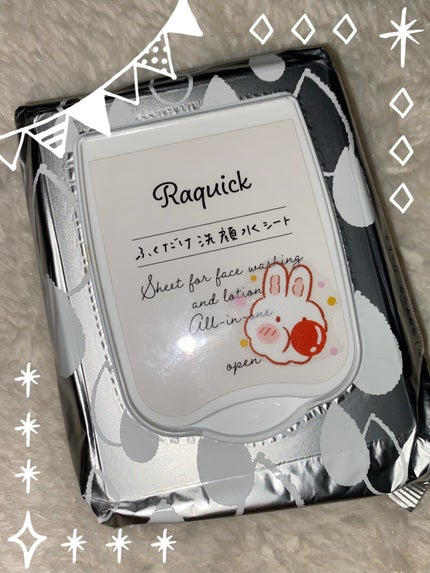 Raquick
ふくだけ洗顔水くシート
Sheet for face washing
and lotion
All-in-one
open